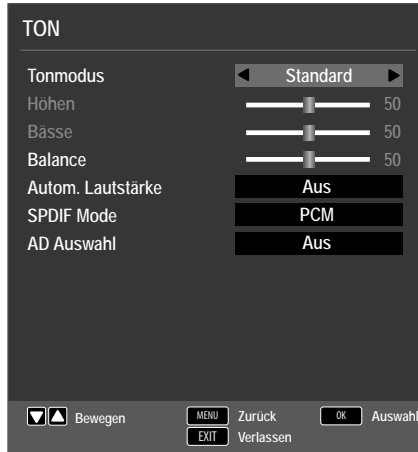 TON
Tonmodus Standard
Höhen 50
Bässe 50
Balance 50
Autom. Lautstärke Aus
SPDIF Mode PCM
AD Auswahl Aus
Bewegen MENU Zurück OK Auswahl
EXIT Verlassen